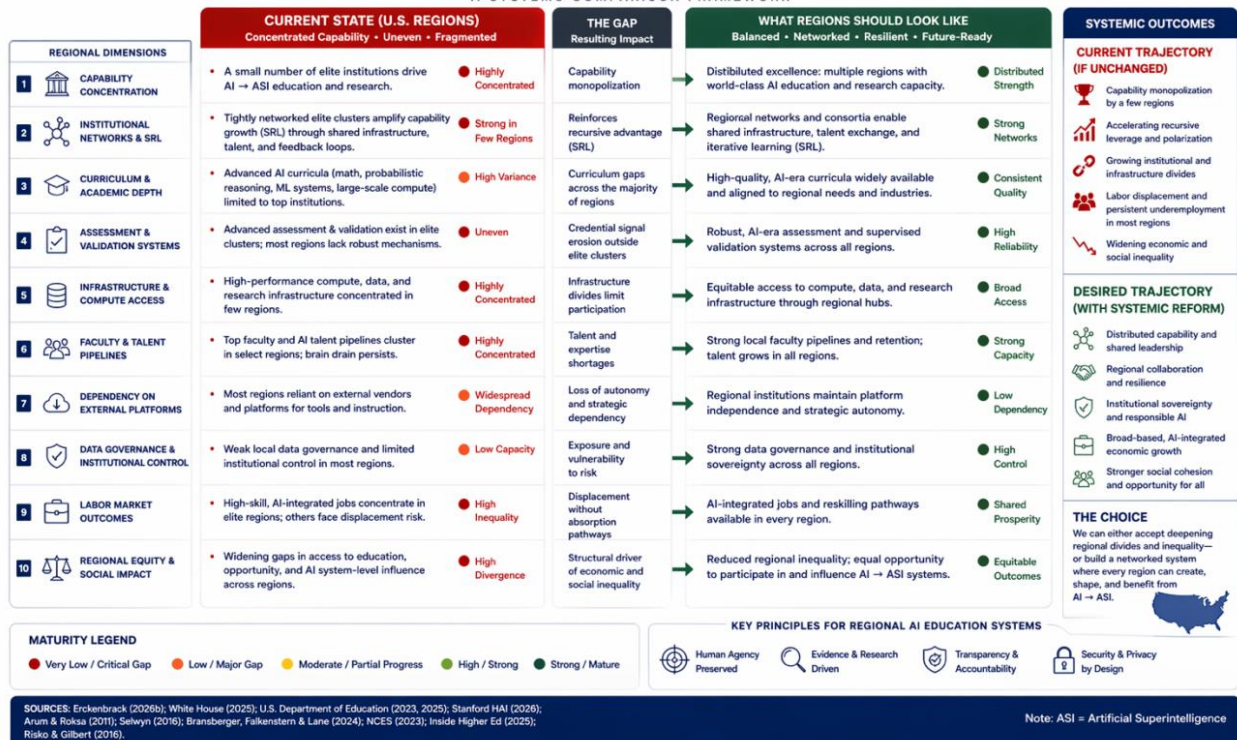 CURRENT STATE (U.S. REGIONS)
Concentrated Capability • Uneven • Fragmented
THE GAP
Resulting Impact
WHAT REGIONS SHOULD LOOK LIKE
Balanced • Networked • Resilient • Future-Ready
SYSTEMIC OUTCOMES
REGIONAL DIMENSIONS
1
CAPABILITY
CONCENTRATION
• A small number of elite institutions drive
AI → ASI education and research.
Highly
Concentrated
Capability
monopolization
Distibiluted excellence: multiple regions with
world-class AI education and research capacity.
Distributed
Strength
2
INSTITUTIONAL
NETWORKS & SRL
• Tightly networked elite clusters amplify capability
growth (SRL) through shared infrastructure,
talent, and feedback loops.
Strong in
Few Regions
Reinforces
recursive advantage
(SRL)
Regiorel networks and consortia enable
shared infrastructure, talent exchange, and
iterative learning (SRL).
Strong
Networks
3
CURRICULUM &
ACADEMIC DEPTH
• Advanced AI curricula (math, probabilistic
reasoning, ML systems, large-scale compute)
limited to top institutions.
High Variance
Curriculum gaps
across the majority
of regions
High-quality, AI-era curricula widely available
and aligned to regional needs and industries.
Consistent
Quality
4
ASSESSMENT &
VALIDATION SYSTEMS
• Advanced assessment & validation exist in elite
clusters; most regions lack robust mechanisms.
Uneven
Credential signal
erosion outside
elite clusters
Robust, AI-era assessment and supervised
validation systems across all regions.
High
Reliability
5
INFRASTRUCTURE &
COMPUTE ACCESS
• High-performance compute, data, and
research infrastructure concentrated in
few regions.
Highly
Concentrated
Infrastructure
divides limit
participation
Equitable access to compute, data, and research
infrastructure through regional hubs.
Broad
Access
6
FACULTY & TALENT
PIPELINES
• Top faculty and AI talent pipelines cluster
in select regions; brain drain persists.
Highly
Concentrated
Talent and
expertise
shortages
Strong local faculty pipelines and retention;
talent grows in all regions.
Strong
Capacity
7
DEPENDENCY ON
EXTERNAL PLATFORMS
• Most regions reliant on external vendors
and platforms for tools and instruction.
Widespread
Dependency
Loss of autonomy
and strategic
dependency
Regional institutions maintain platform
independence and strategic autonomy.
Low
Dependency
8
DATA GOVERNANCE &
INSTITUTIONAL CONTROL
• Weak local data governance and limited
institutional control in most regions.
Low Capacity
Exposure and
vulnerability
to risk
Strong data governance and institutional
sovereignty across all regions.
High
Control
9
LABOR MARKET
OUTCOMES
• High-skill, AI-integrated jobs concentrate in
elite regions; others face displacement risk.
High
Inequality
Displacement
without
absorption
pathways
AI-integrated jobs and reskilling pathways
available in every region.
Shared
Prosperity
10
REGIONAL EQUITY &
SOCIAL IMPACT
• Widening gaps in access to education,
opportunity, and AI system-level influence
across regions.
High
Divergence
Structural driver
of economic and
social inequality
Reduced regional inequality; equal opportunity
to participate in and influence AI → ASI systems.
Equitable
Outcomes
CURRENT TRAJECTORY
(IF UNCHANGED)
Capability monopolization
by a few regions
Accelerating recursive
leverage and polarization
Growing institutional and
infrastructure divides
Labor displacement and
persistent underemployment
in most regions
Widening economic and
social inequality
DESIRED TRAJECTORY
(WITH SYSTEMIC REFORM)
Distributed capability and
shared leadership
Regional collaboration
and resilience
Institutional sovereignty
and responsible AI
Broad-based, AI-integrated
economic growth
Stronger social cohesion
and opportunity for all
THE CHOICE
We can either accept deepening
regional divides and inequality—
or build a networked system
where every region can create,
shape, and benefit from
AI → ASI.
MATURITY LEGEND
Very Low / Critical Gap
Low / Major Gap
Moderate / Partial Progress
High / Strong
Strong / Mature
KEY PRINCIPLES FOR REGIONAL AI EDUCATION SYSTEMS
Human Agency
Preserved
Evidence & Research
Driven
Transparency &
Accountability
Security & Privacy
by Design
SOURCES: Erckenbrack (2026b); White House (2025); U.S. Department of Education (2023, 2025); Stanford HAI (2026);
Arum & Roksa (2011); Selwyn (2016); Bransberger, Falkenstern & Lane (2024); NCES (2023); Inside Higher Ed (2025);
Risko & Gilbert (2016).
Note: ASI = Artificial Superintelligence